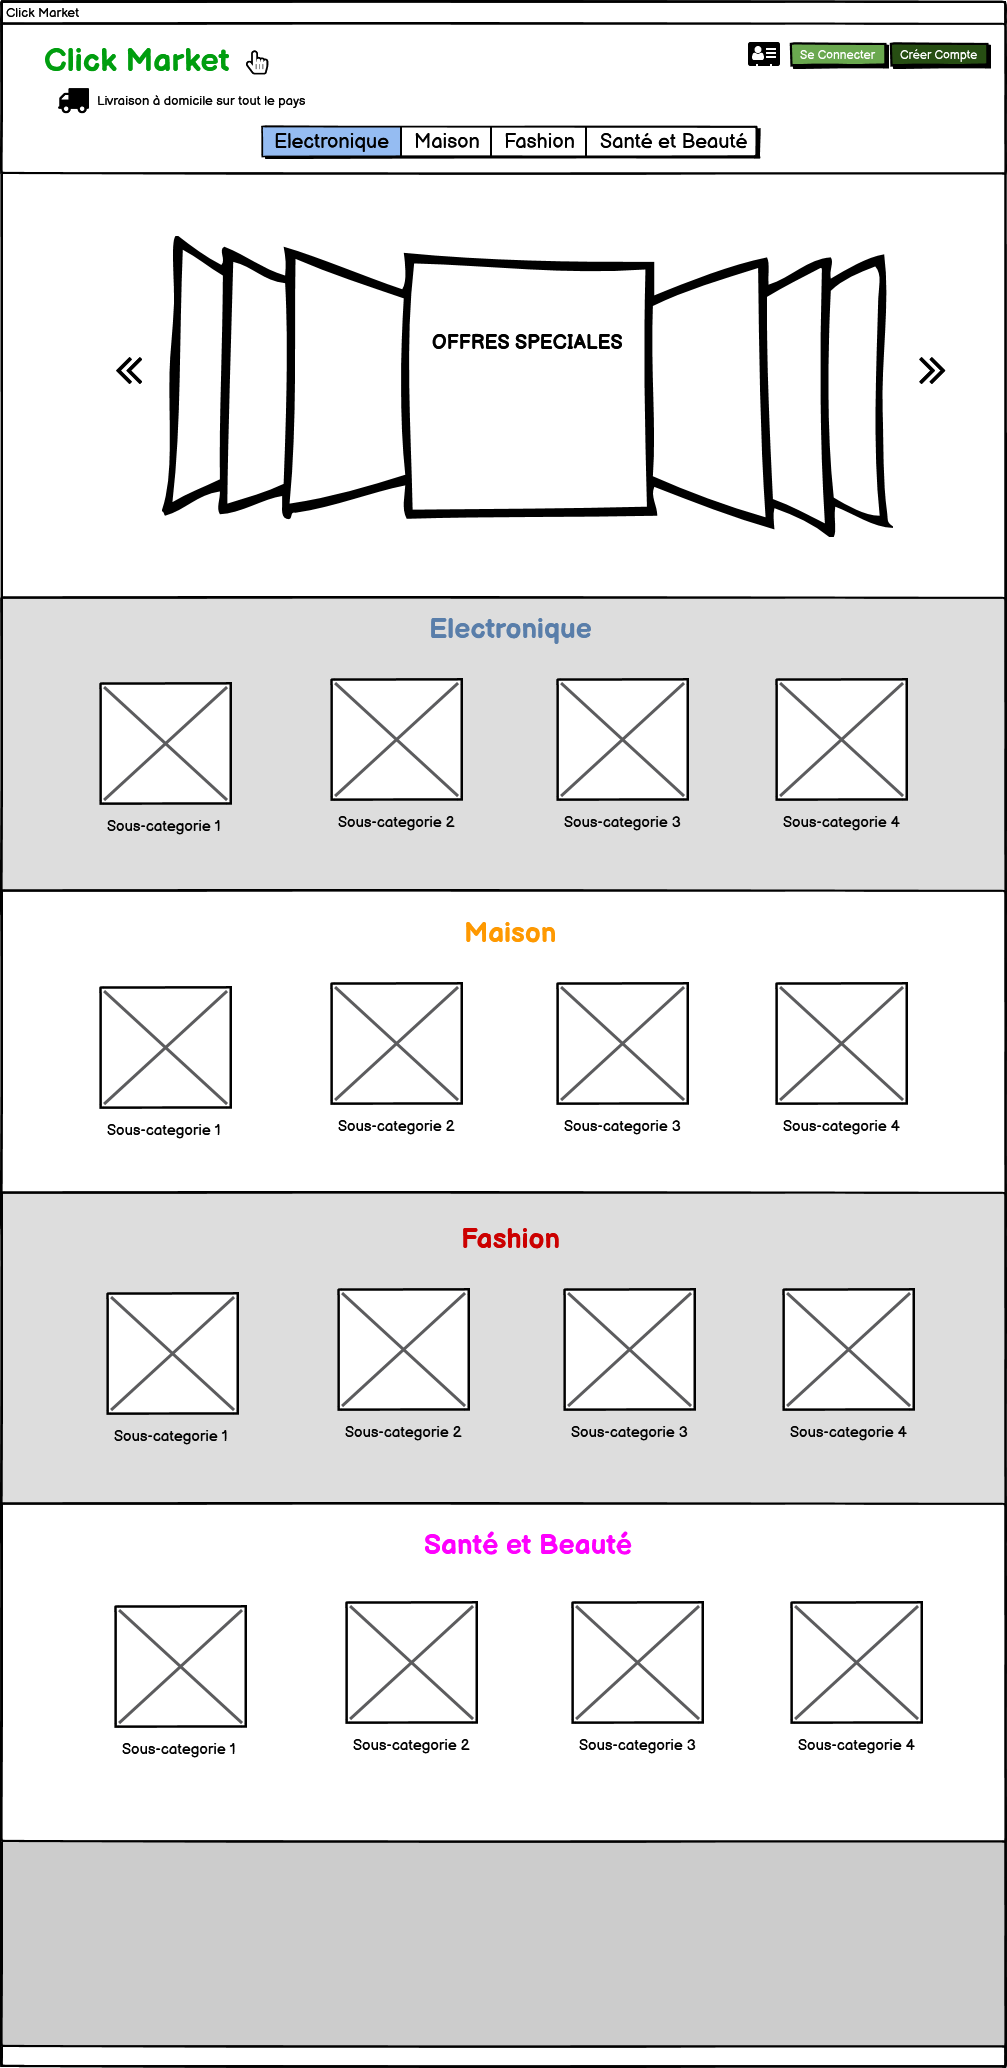 Click Market
Click Market
Se Connecter
Créer Compte
Livraison à domicile sur tout le pays
Electronique
Maison
Fashion
Santé et Beauté
OFFRES SPECIALES
Electronique
Sous-categorie 1
Sous-categorie 2
Sous-categorie 3
Sous-categorie 4
Maison
Sous-categorie 1
Sous-categorie 2
Sous-categorie 3
Sous-categorie 4
Fashion
Sous-categorie 1
Sous-categorie 2
Sous-categorie 3
Sous-categorie 4
Santé et Beauté
Sous-categorie 1
Sous-categorie 2
Sous-categorie 3
Sous-categorie 4